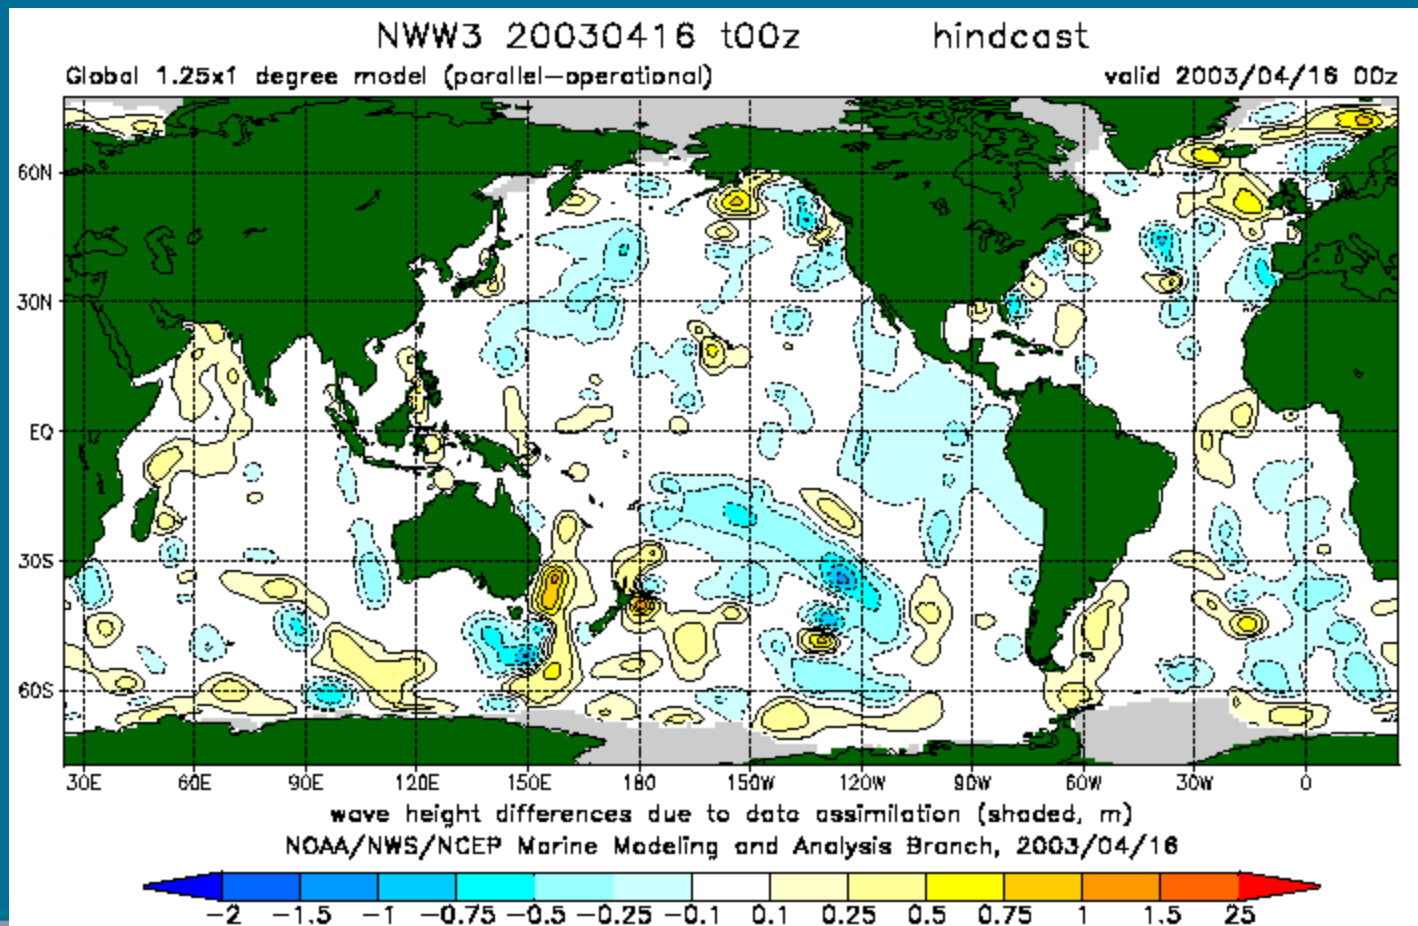 NWW3 20030416 t00z hindcast
Global 1.25x1 degree model (parallel-operational) valid 2003/04/16 00z
60N
30N
EQ
30S
60S
30E 60E 90E 120E 150E 180 150W 120W 90W 60W 30W 0
wave height differences due to data assimilation (shaded, m)
NOAA/NWS/NCEP Marine Modeling and Analysis Branch, 2003/04/16
-2 -1.5 -1 -0.75 -0.5 -0.25 -0.1 0.1 0.25 0.5 0.75 1 1.5 25